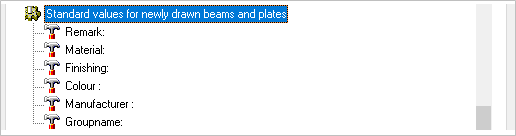 Standard values for newly drawn beams and plates
Remark:
Material:
Finishing:
Colour :
Manufacturer :
Groupname: